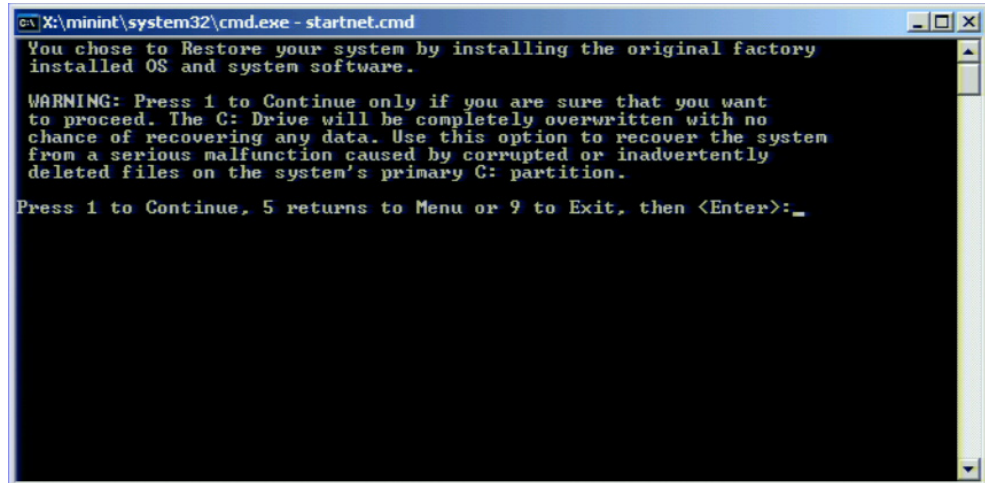 X:\minint\system32\cmd.exe - startnet.cmd
You chose to Restore your system by installing the original factory
installed OS and system software.
WARNING: Press 1 to Continue only if you are sure that you want
to proceed. The C: Drive will be completely overwritten with no
chance of recovering any data. Use this option to recover the system
from a serious malfunction caused by corrupted or inadvertently
deleted files on the system's primary C: partition.
Press 1 to Continue, 5 returns to Menu or 9 to Exit, then <Enter>:_